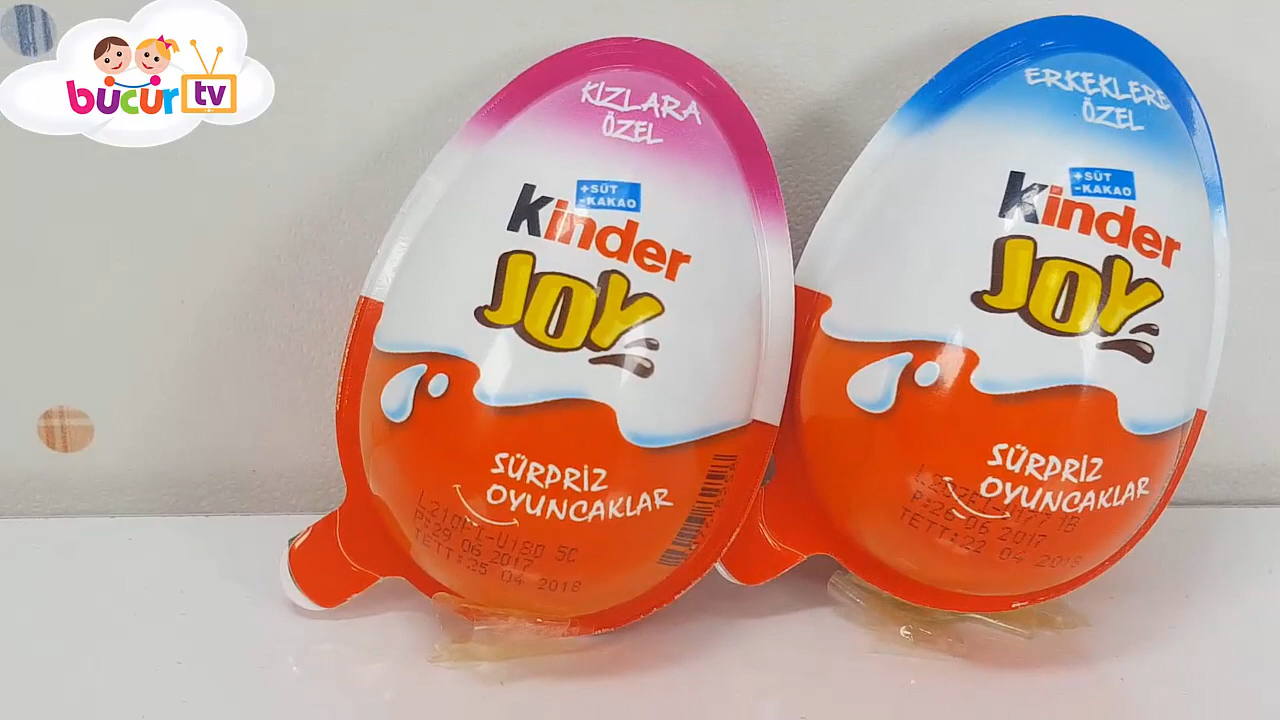 bucur tv
KIZLARA
ÖZEL
+SÜT
-KAKAO
kinder
JOY
SÜRPRİZ
OYUNCAKLAR
P:29 06 2017
TETT:25 04 2018
ERKEKLERE
ÖZEL
+SÜT
-KAKAO
kinder
JOY
SÜRPRİZ
OYUNCAKLAR
P:26 06 2017
TETT:22 04 2018